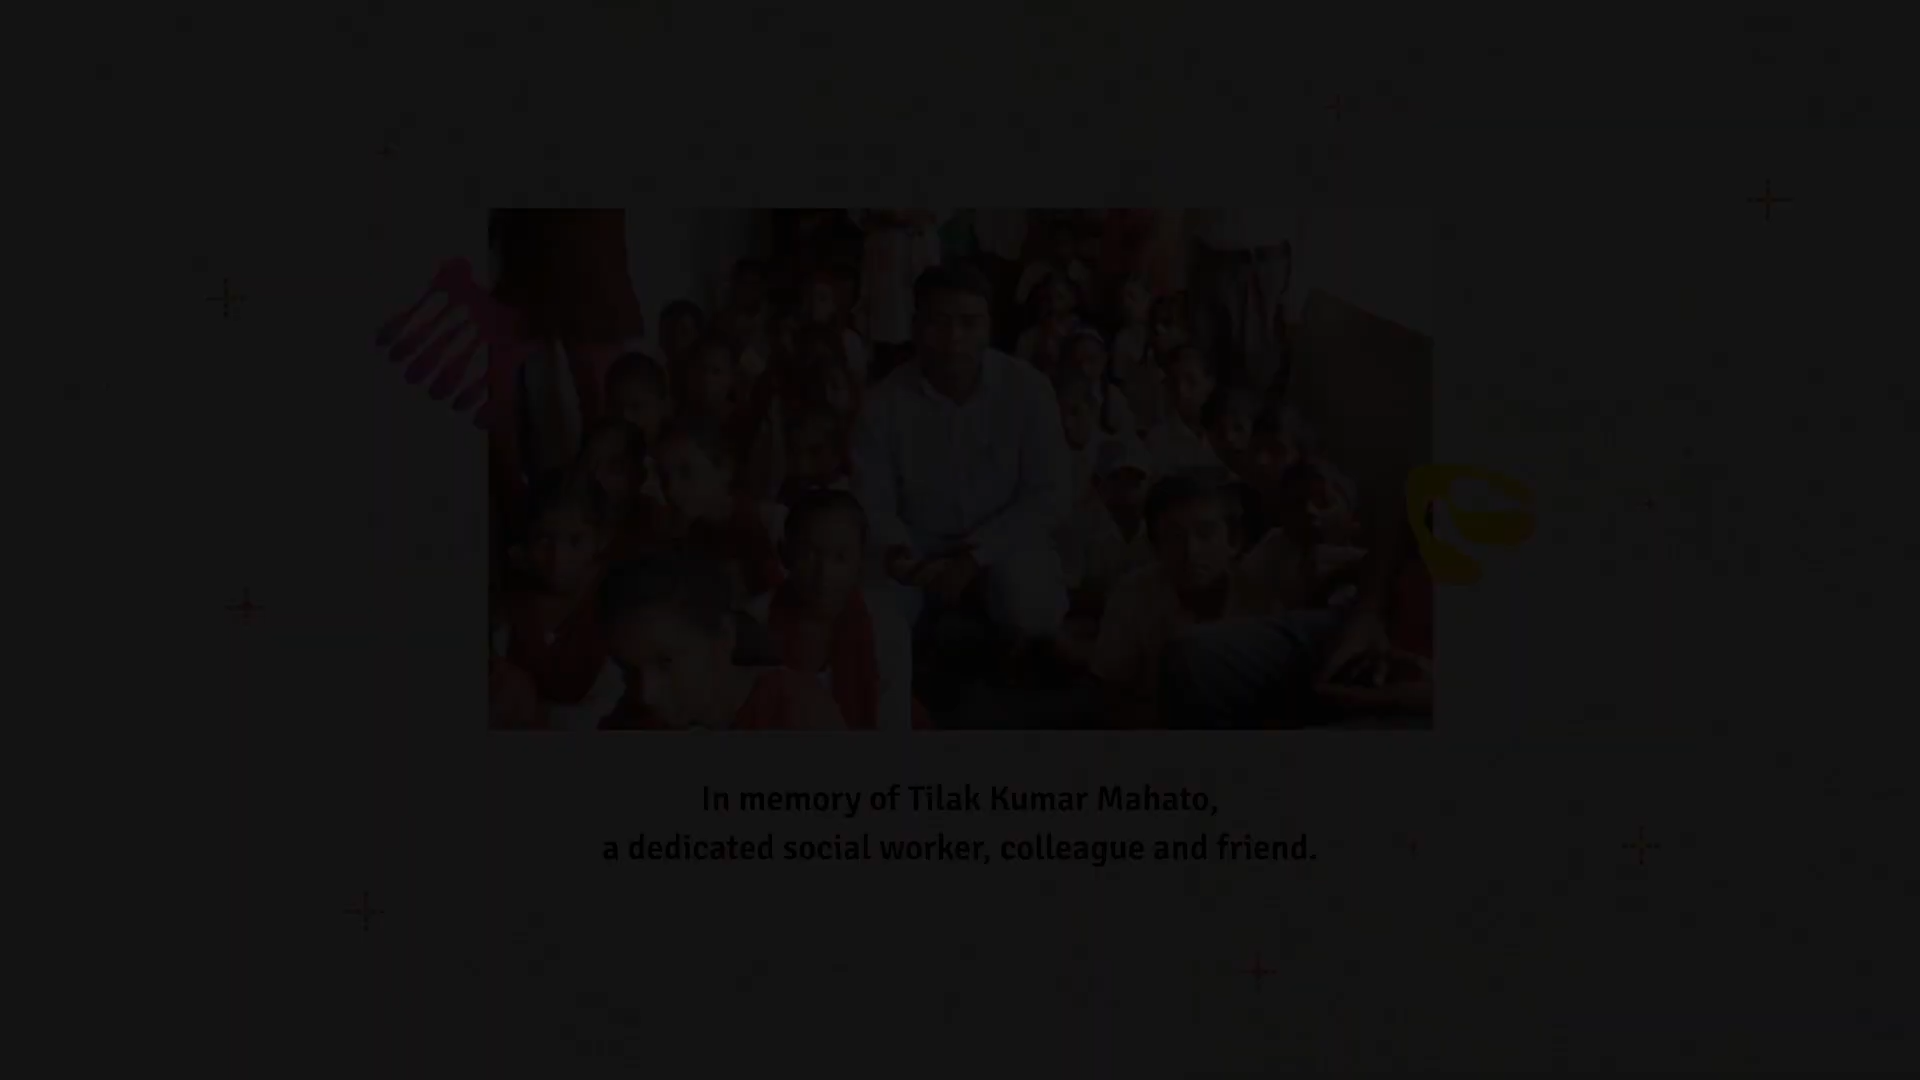 In memory of Tilak Kumar Mahato,
a dedicated social worker, colleague and friend.